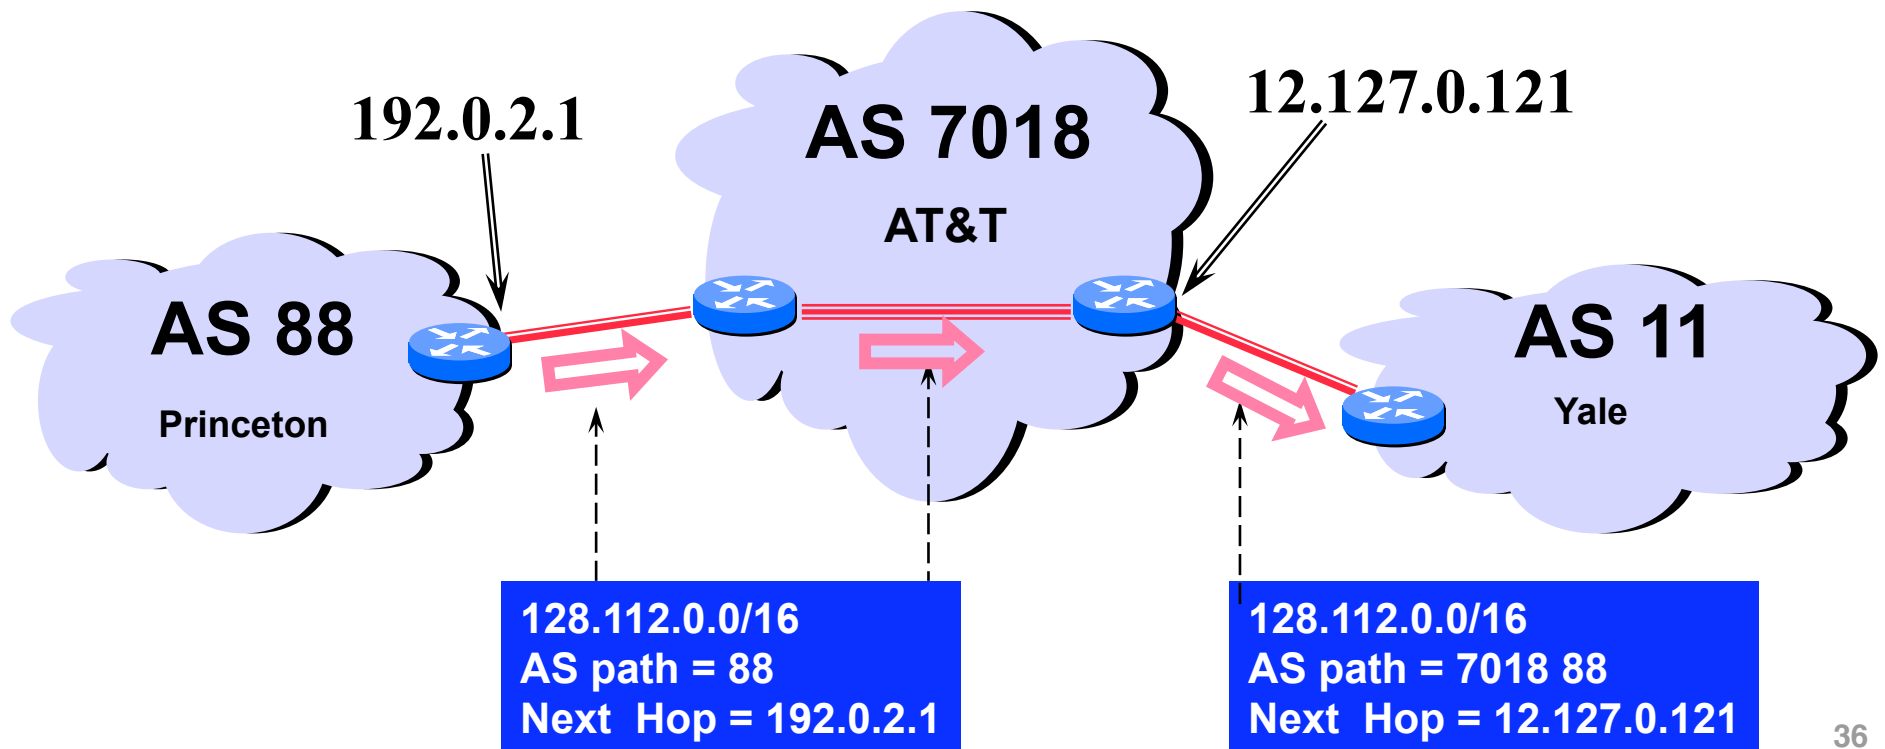 192.0.2.1
12.127.0.121
AS 7018
AT&T
AS 88
Princeton
AS 11
Yale
128.112.0.0/16
AS path = 88
Next Hop = 192.0.2.1
128.112.0.0/16
AS path = 7018 88
Next Hop = 12.127.0.121
36